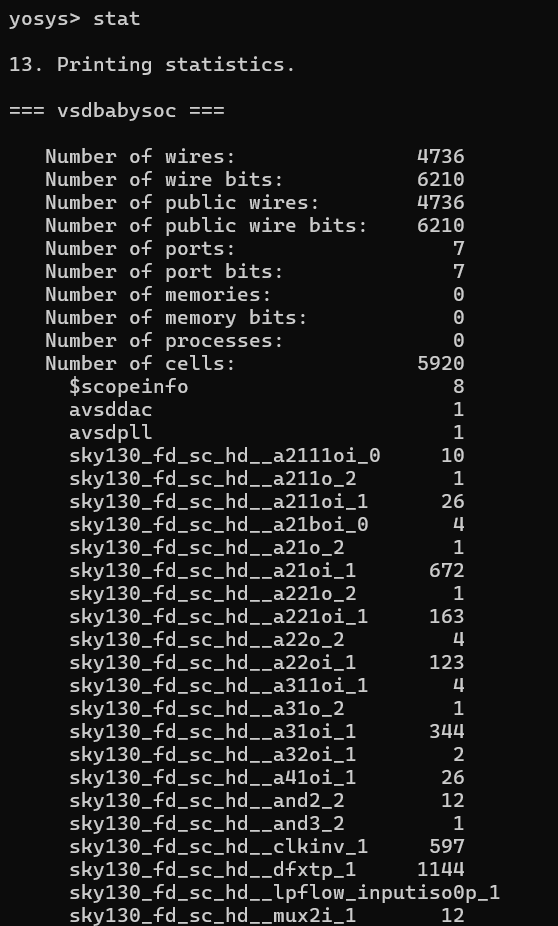 yosys> stat
13. Printing statistics.
=== vsdbabysoc ===
Number of wires: 4736
Number of wire bits: 6210
Number of public wires: 4736
Number of public wire bits: 6210
Number of ports: 7
Number of port bits: 7
Number of memories: 0
Number of memory bits: 0
Number of processes: 0
Number of cells: 5920
$scopeinfo 8
avsddac 1
avsdpll 1
sky130_fd_sc_hd__a2111oi_0 10
sky130_fd_sc_hd__a211o_2 1
sky130_fd_sc_hd__a211oi_1 26
sky130_fd_sc_hd__a21boi_0 4
sky130_fd_sc_hd__a21o_2 1
sky130_fd_sc_hd__a21oi_1 672
sky130_fd_sc_hd__a221o_2 1
sky130_fd_sc_hd__a221oi_1 163
sky130_fd_sc_hd__a22o_2 4
sky130_fd_sc_hd__a22oi_1 123
sky130_fd_sc_hd__a311oi_1 4
sky130_fd_sc_hd__a31o_2 1
sky130_fd_sc_hd__a31oi_1 344
sky130_fd_sc_hd__a32oi_1 2
sky130_fd_sc_hd__a41oi_1 26
sky130_fd_sc_hd__and2_2 12
sky130_fd_sc_hd__and3_2 1
sky130_fd_sc_hd__clkinv_1 597
sky130_fd_sc_hd__dfxtp_1 1144
sky130_fd_sc_hd__lpflow_inputiso0p_1
sky130_fd_sc_hd__mux2i_1 12